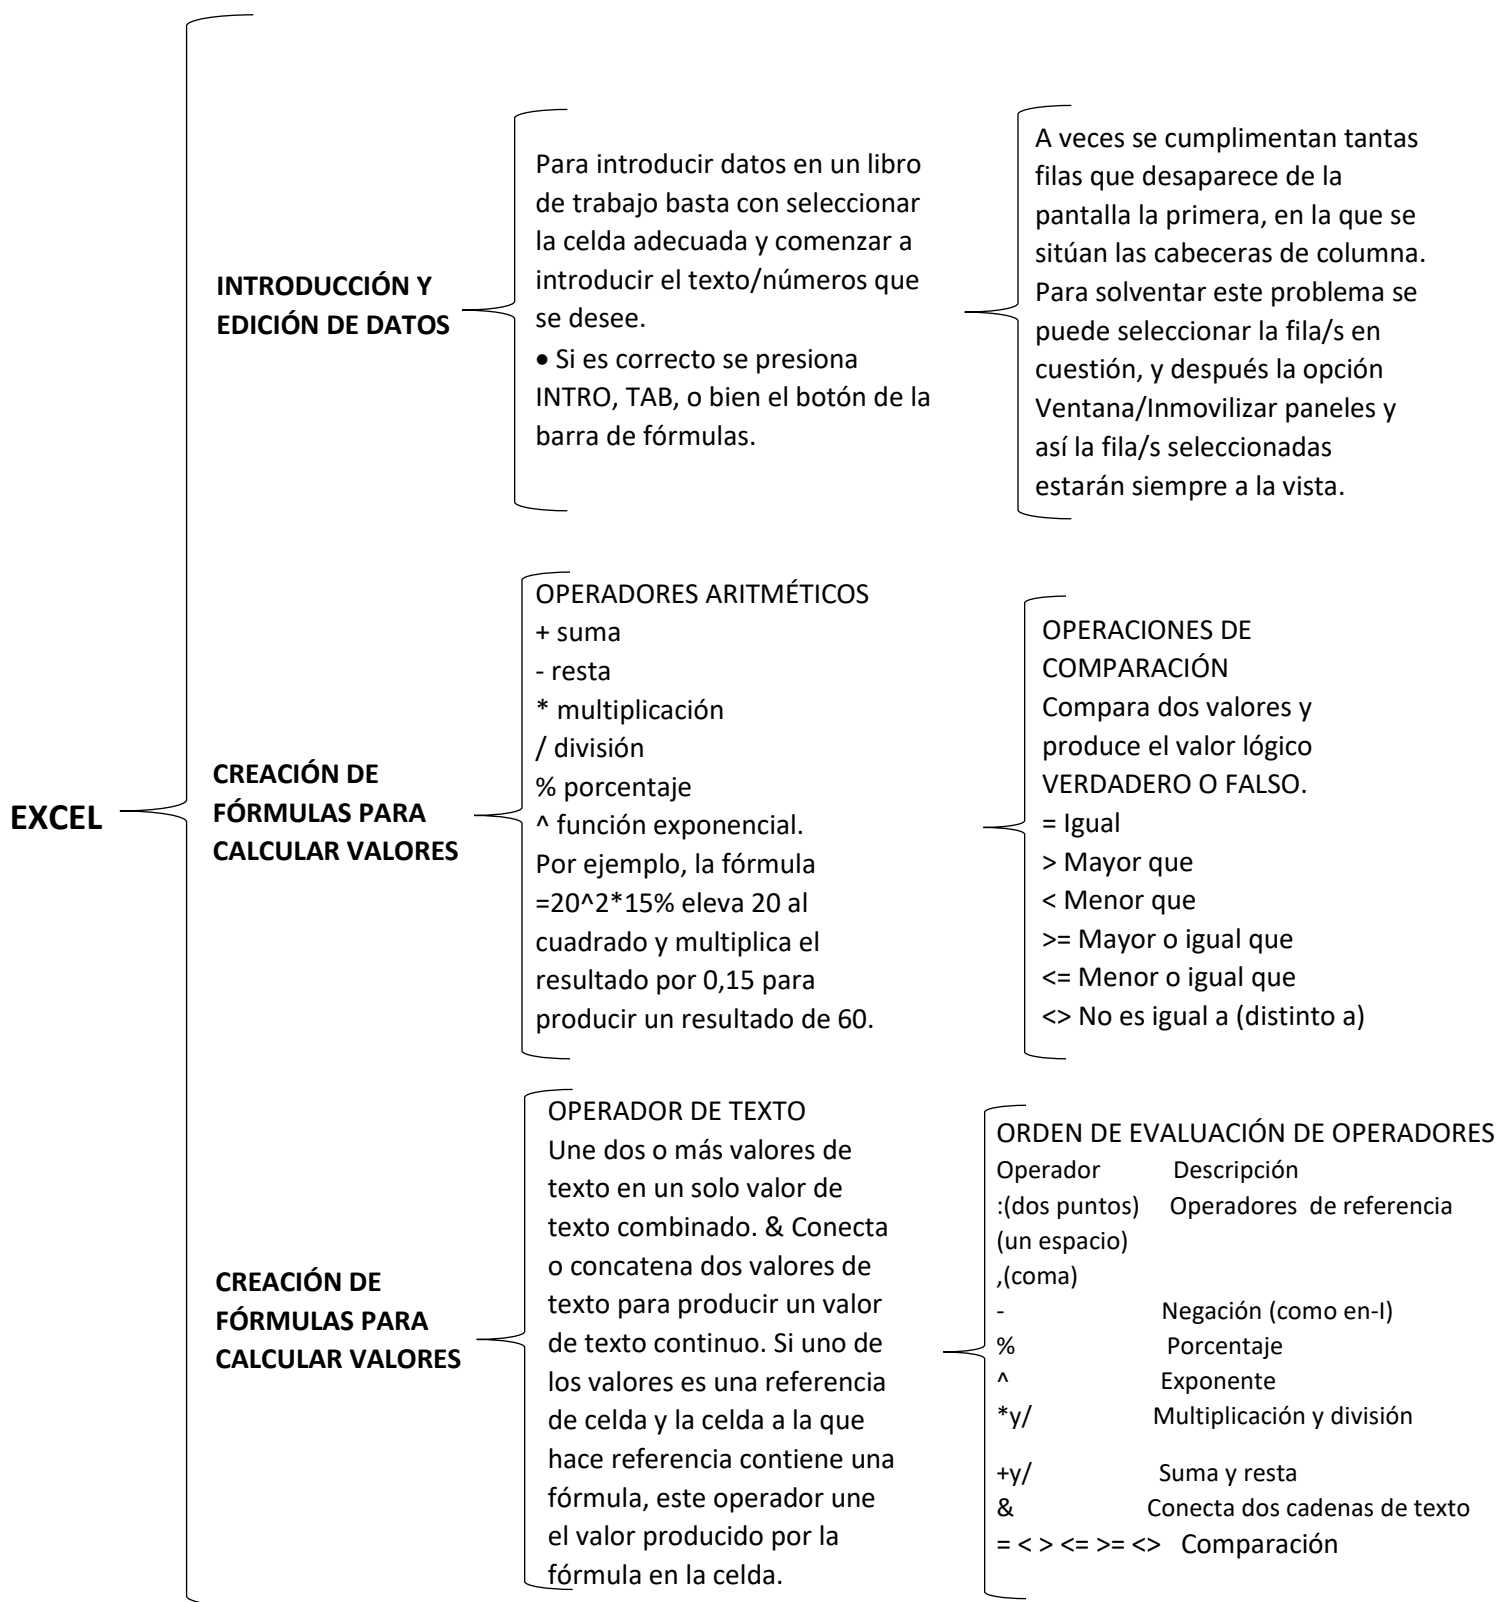 EXCEL
INTRODUCCIÓN Y
EDICIÓN DE DATOS
Para introducir datos en un libro
de trabajo basta con seleccionar
la celda adecuada y comenzar a
introducir el texto/números que
se desee.
• Si es correcto se presiona
INTRO, TAB, o bien el botón de la
barra de fórmulas.
A veces se cumplimentan tantas
filas que desaparece de la
pantalla la primera, en la que se
sitúan las cabeceras de columna.
Para solventar este problema se
puede seleccionar la fila/s en
cuestión, y después la opción
Ventana/Inmovilizar paneles y
así la fila/s seleccionadas
estarán siempre a la vista.
CREACIÓN DE
FÓRMULAS PARA
CALCULAR VALORES
OPERADORES ARITMÉTICOS
+ suma
- resta
* multiplicación
/ división
% porcentaje
^ función exponencial.
Por ejemplo, la fórmula
=20^2*15% eleva 20 al
cuadrado y multiplica el
resultado por 0,15 para
producir un resultado de 60.
OPERACIONES DE
COMPARACIÓN
Compara dos valores y
produce el valor lógico
VERDADERO O FALSO.
= Igual
> Mayor que
< Menor que
>= Mayor o igual que
<= Menor o igual que
<> No es igual a (distinto a)
CREACIÓN DE
FÓRMULAS PARA
CALCULAR VALORES
OPERADOR DE TEXTO
Une dos o más valores de
texto en un solo valor de
texto combinado. & Conecta
o concatena dos valores de
texto para producir un valor
de texto continuo. Si uno de
los valores es una referencia
de celda y la celda a la que
hace referencia contiene una
fórmula, este operador une
el valor producido por la
fórmula en la celda.
ORDEN DE EVALUACIÓN DE OPERADORES
Operador Descripción
:(dos puntos) Operadores de referencia
(un espacio)
,(coma)
- Negación (como en-I)
% Porcentaje
^ Exponente
*y/ Multiplicación y división
+y/ Suma y resta
& Conecta dos cadenas de texto
= < > <= >= <> Comparación